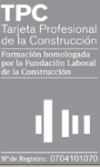 TPC
Tarjeta Profesional
de la Construcción
Formación homologada
por la Fundación Laboral
de la Construcción
Nº de Registro: 0704101070